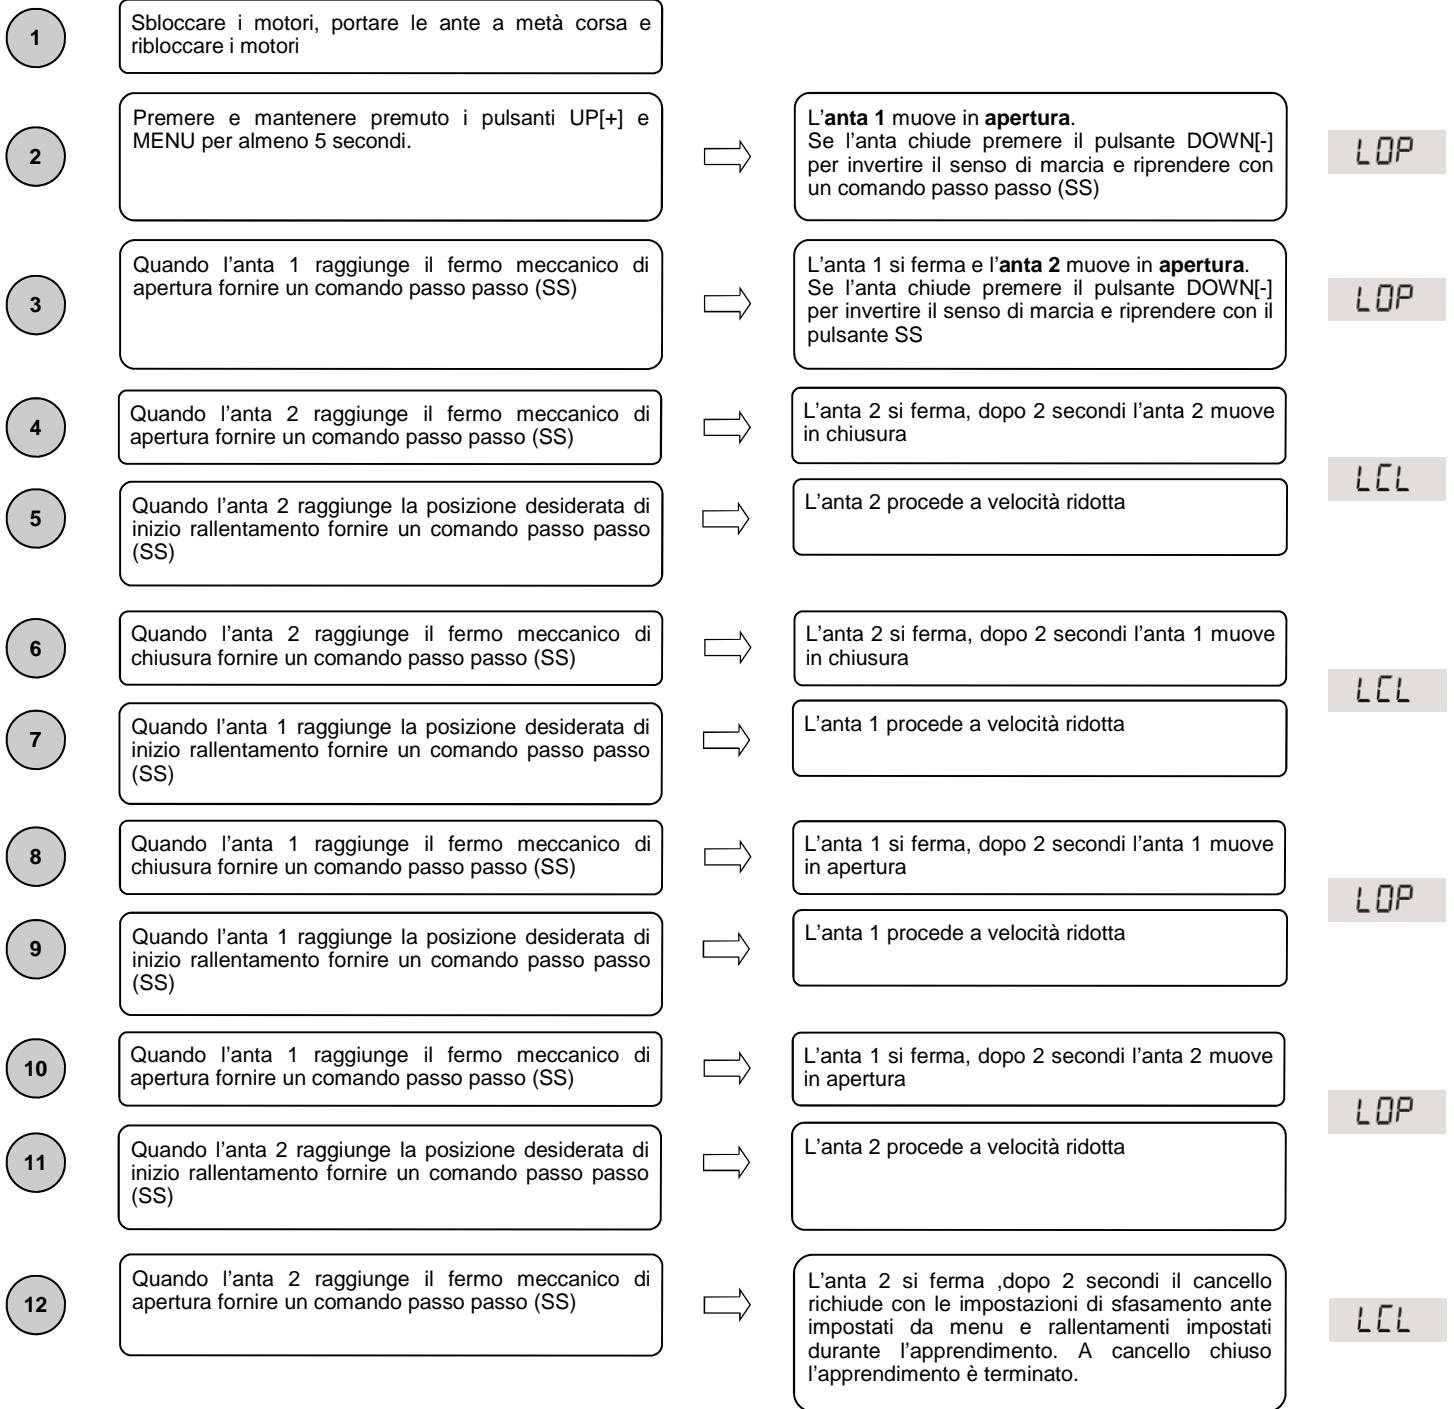 1
Sbloccare i motori, portare le ante a metà corsa e
ribloccare i motori
2
Premere e mantenere premuto i pulsanti UP[+] e
MENU per almeno 5 secondi.
L'anta 1 muove in apertura.
Se l'anta chiude premere il pulsante DOWN[-]
per invertire il senso di marcia e riprendere con
un comando passo passo (SS)
LOP
3
Quando l'anta 1 raggiunge il fermo meccanico di
apertura fornire un comando passo passo (SS)
L'anta 1 si ferma e l'anta 2 muove in apertura.
Se l'anta chiude premere il pulsante DOWN[-]
per invertire il senso di marcia e riprendere con il
pulsante SS
LOP
4
Quando l'anta 2 raggiunge il fermo meccanico di
apertura fornire un comando passo passo (SS)
L'anta 2 si ferma, dopo 2 secondi l'anta 2 muove
in chiusura
LCL
5
Quando l'anta 2 raggiunge la posizione desiderata di
inizio rallentamento fornire un comando passo passo
(SS)
L'anta 2 procede a velocità ridotta
6
Quando l'anta 2 raggiunge il fermo meccanico di
chiusura fornire un comando passo passo (SS)
L'anta 2 si ferma, dopo 2 secondi l'anta 1 muove
in chiusura
LCL
7
Quando l'anta 1 raggiunge la posizione desiderata di
inizio rallentamento fornire un comando passo passo
(SS)
L'anta 1 procede a velocità ridotta
8
Quando l'anta 1 raggiunge il fermo meccanico di
chiusura fornire un comando passo passo (SS)
L'anta 1 si ferma, dopo 2 secondi l'anta 1 muove
in apertura
LOP
9
Quando l'anta 1 raggiunge la posizione desiderata di
inizio rallentamento fornire un comando passo passo
(SS)
L'anta 1 procede a velocità ridotta
10
Quando l'anta 1 raggiunge il fermo meccanico di
apertura fornire un comando passo passo (SS)
L'anta 1 si ferma, dopo 2 secondi l'anta 2 muove
in apertura
LOP
11
Quando l'anta 2 raggiunge la posizione desiderata di
inizio rallentamento fornire un comando passo passo
(SS)
L'anta 2 procede a velocità ridotta
12
Quando l'anta 2 raggiunge il fermo meccanico di
apertura fornire un comando passo passo (SS)
L'anta 2 si ferma ,dopo 2 secondi il cancello
richiude con le impostazioni di sfasamento ante
impostati da menu e rallentamenti impostati
durante l'apprendimento. A cancello chiuso
l'apprendimento è terminato.
LCL